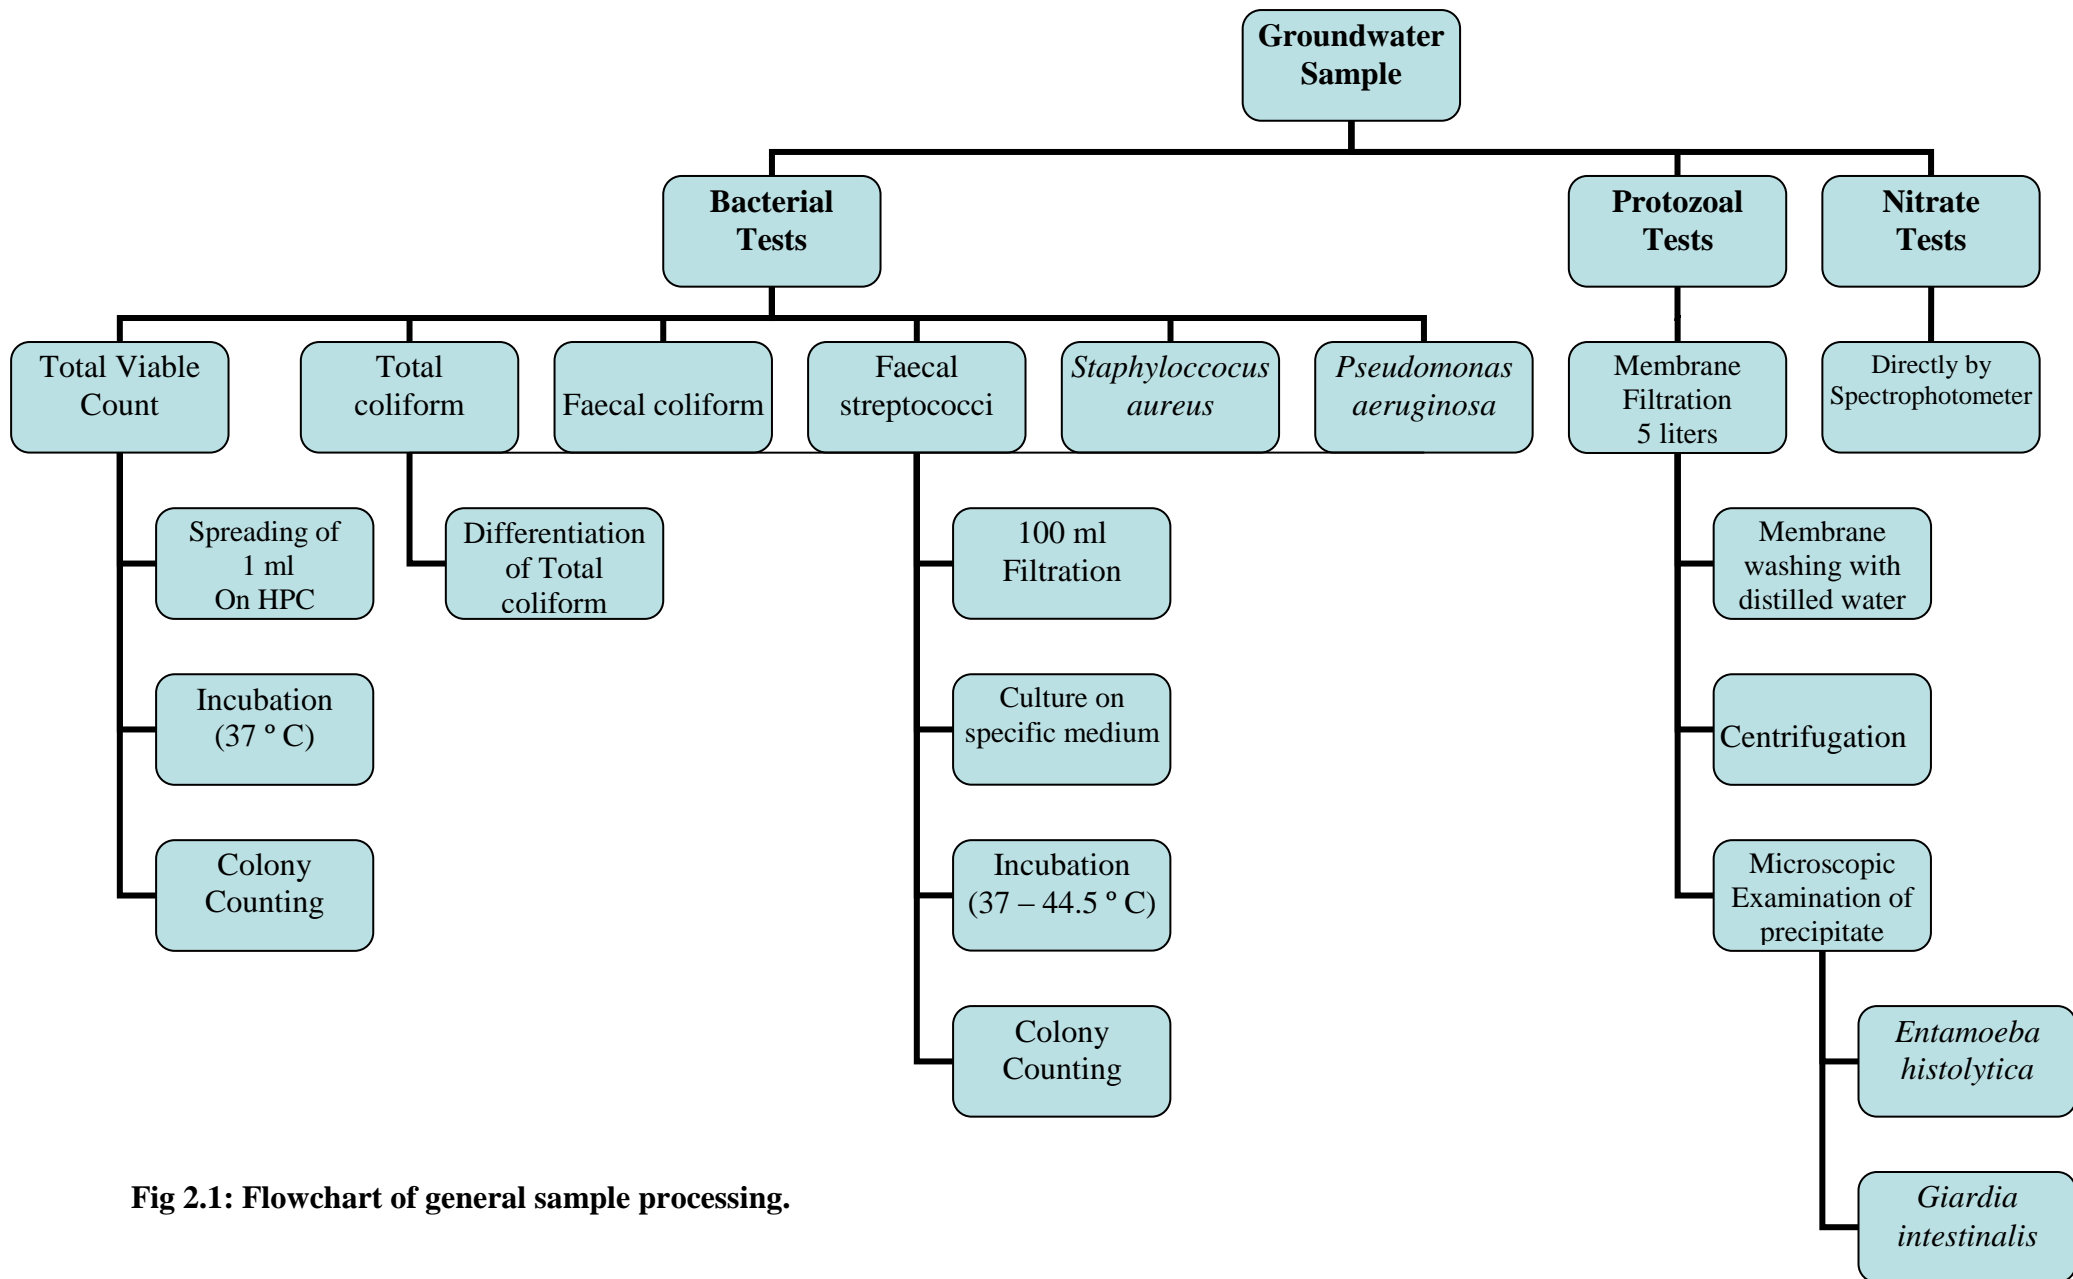 Groundwater
Sample
Bacterial
Tests
Protozoal
Tests
Nitrate
Tests
Total Viable
Count
Total
coliform
Faecal coliform
Faecal
streptococci
Staphyloccocus
aureus
Pseudomonas
aeruginosa
Membrane
Filtration
5 liters
Directly by
Spectrophotometer
Spreading of
1 ml
On HPC
Differentiation
of Total
coliform
100 ml
Filtration
Membrane
washing with
distilled water
Incubation
(37 º C)
Culture on
specific medium
Centrifugation
Colony
Counting
Incubation
(37 – 44.5 º C)
Microscopic
Examination of
precipitate
Colony
Counting
Entamoeba
histolytica
Giardia
intestinalis
Fig 2.1: Flowchart of general sample processing.